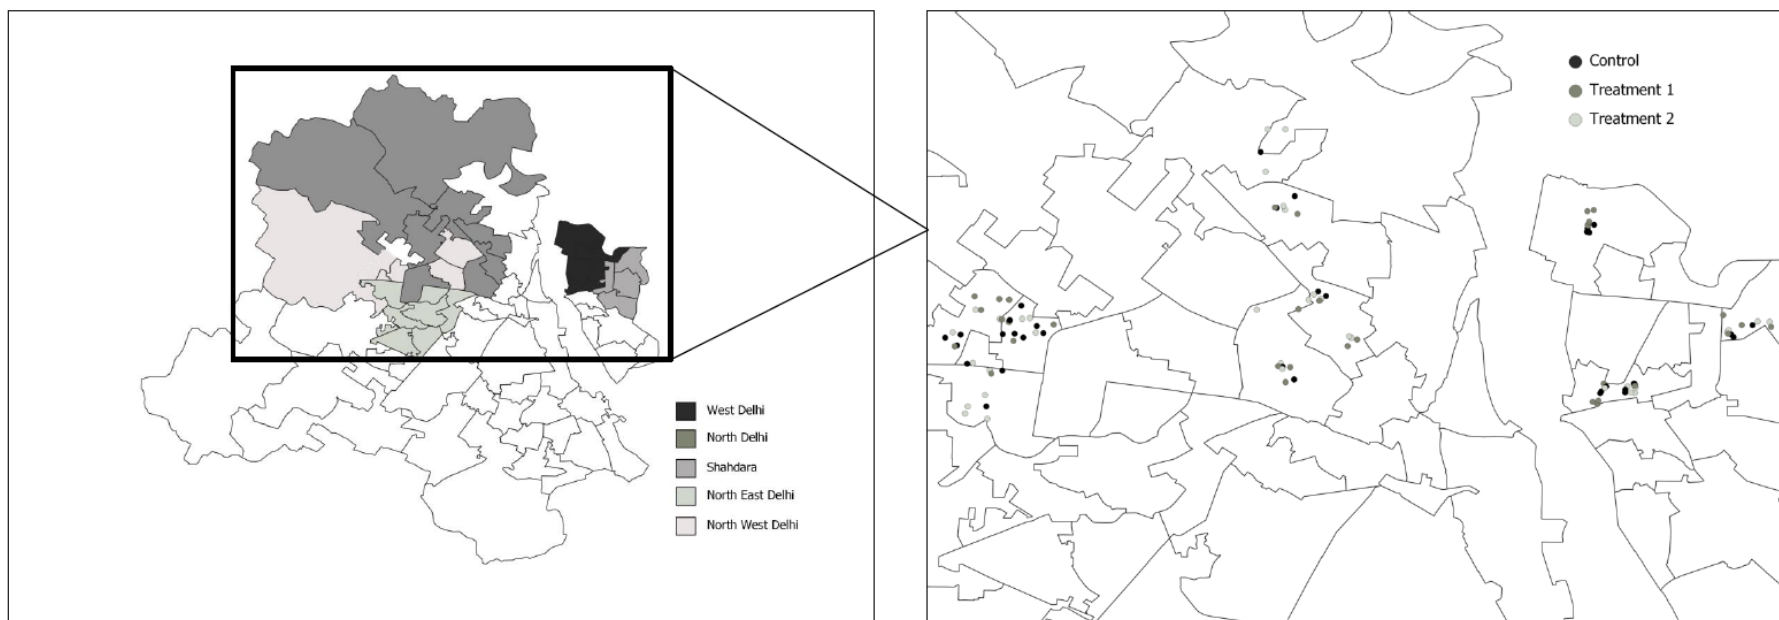 West Delhi
North Delhi
Shahdara
North East Delhi
North West Delhi
Control
Treatment 1
Treatment 2